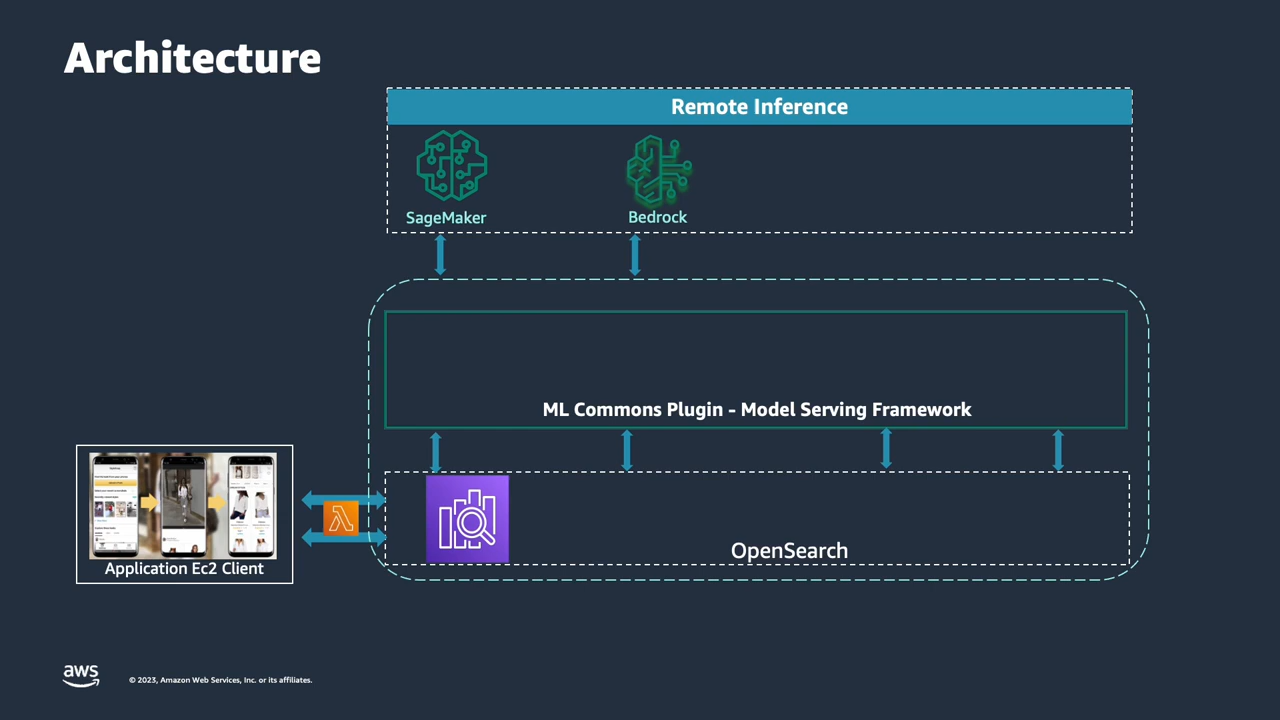 Architecture
Remote Inference
SageMaker
Bedrock
ML Commons Plugin - Model Serving Framework
OpenSearch
Application Ec2 Client
aws
© 2023, Amazon Web Services, Inc. or its affiliates.